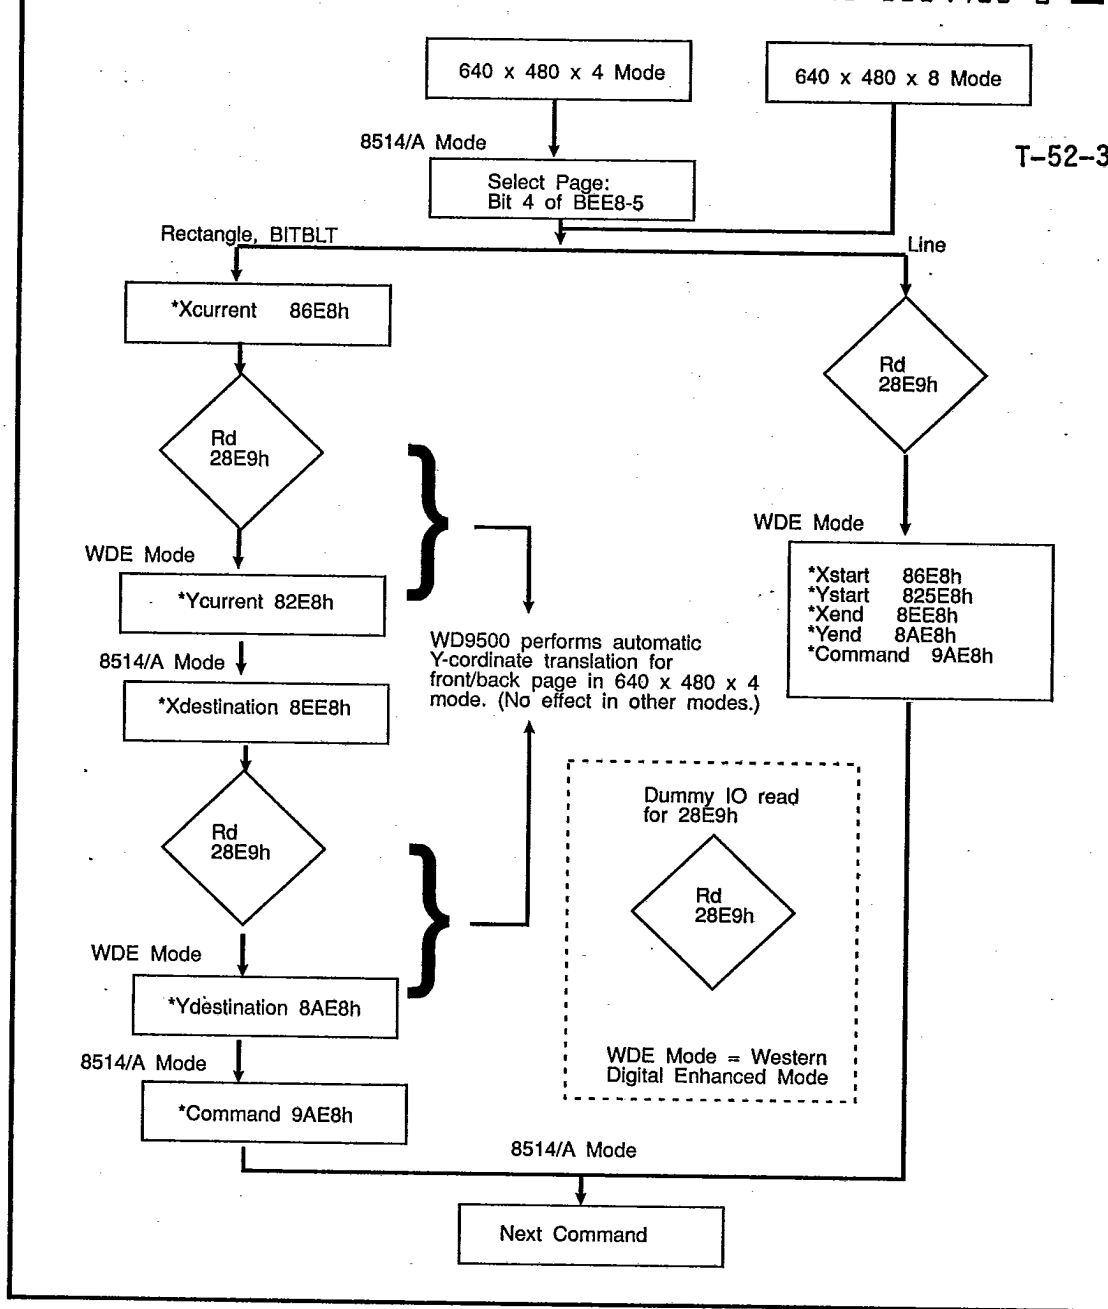 640 x 480 x 4 Mode
640 x 480 x 8 Mode
8514/A Mode
T-52-3
Select Page:
Bit 4 of BEE8-5
Rectangle, BITBLT
Line
*Xcurrent 86E8h
Rd
28E9h
Rd
28E9h
WDE Mode
*Ycurrent 82E8h
WDE Mode
*Xstart 86E8h
*Ystart 825E8h
*Xend 8EE8h
*Yend 8AE8h
*Command 9AE8h
8514/A Mode
*Xdestination 8EE8h
WD9500 performs automatic
Y-cordinate translation for
front/back page in 640 x 480 x 4
mode. (No effect in other modes.)
Rd
28E9h
Dummy IO read
for 28E9h
Rd
28E9h
WDE Mode
*Ydestination 8AE8h
8514/A Mode
*Command 9AE8h
WDE Mode = Western
Digital Enhanced Mode
8514/A Mode
Next Command